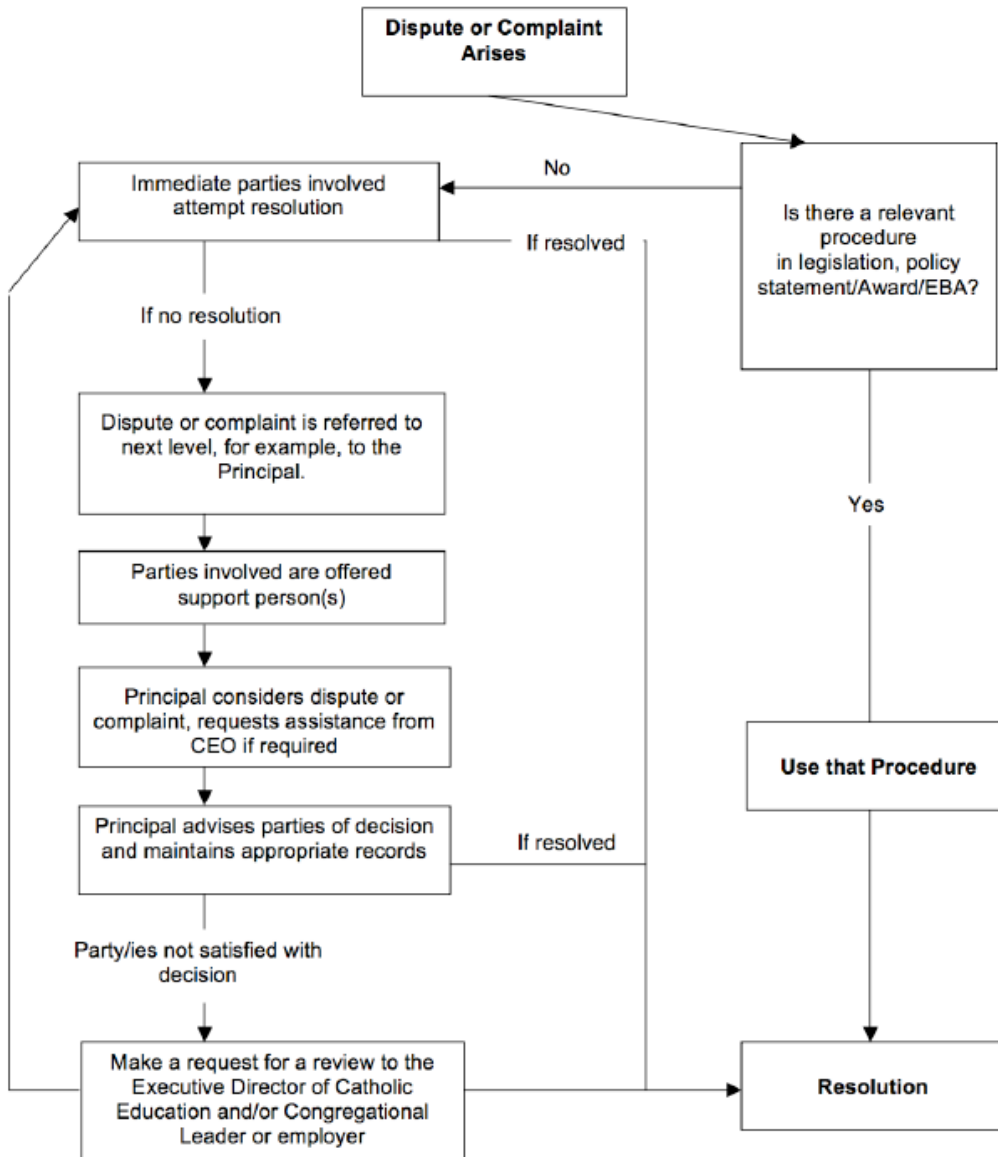 Dispute or Complaint
Arises
No
Immediate parties involved
attempt resolution
Is there a relevant
procedure
in legislation, policy
statement/Award/EBA?
If resolved
If no resolution
Dispute or complaint is referred to
next level, for example, to the
Principal.
Yes
Parties involved are offered
support person(s)
Principal considers dispute or
complaint, requests assistance from
CEO if required
Use that Procedure
Principal advises parties of decision
and maintains appropriate records
If resolved
Party/ies not satisfied with
decision
Make a request for a review to the
Executive Director of Catholic
Education and/or Congregational
Leader or employer
Resolution